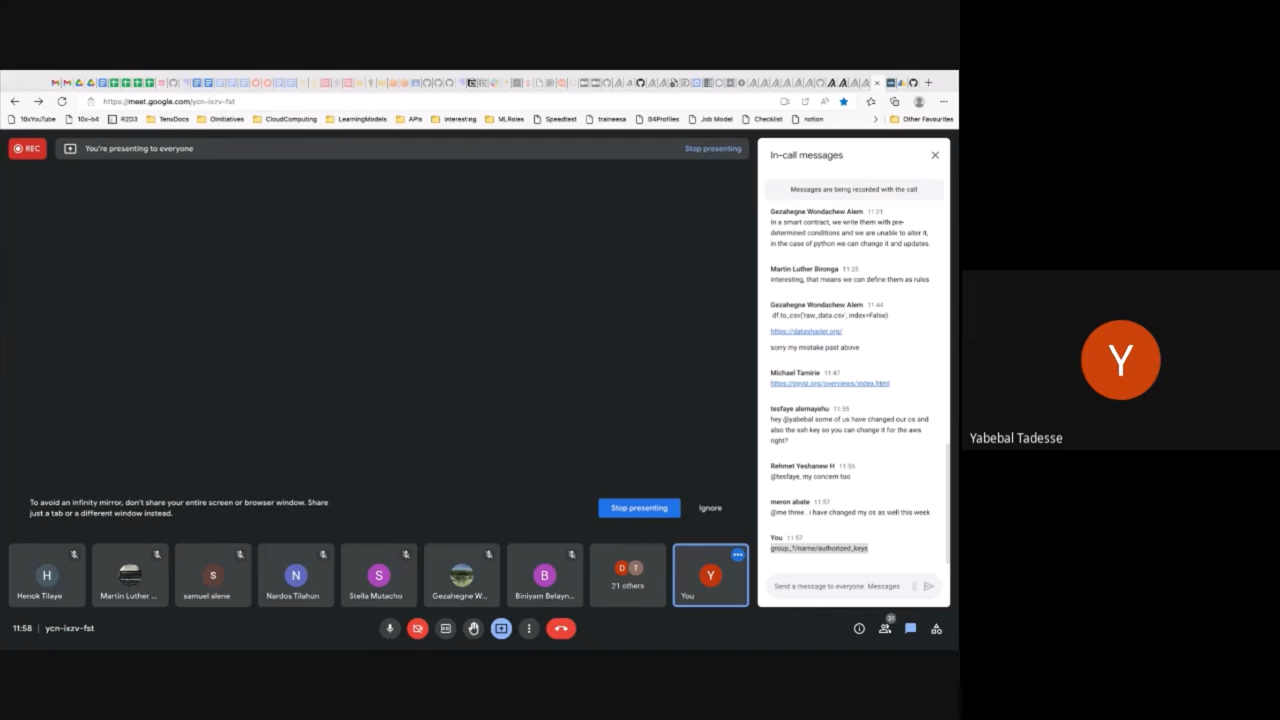 https://meet.google.com/ycn-ixzv-fst
10xYouTube
10x-b4
R2D3
TenxDocs
OInitiatives
CloudComputing
LearningModels
APIs
Interesting
MLRoles
Speedtest
traineesa
B4Profiles
Job Model
Checklist
notion
Other Favourites
REC
You're presenting to everyone
Stop presenting
In-call messages
Messages are being recorded with the call
Gezahegne Wondachew Alem 11:21
In a smart contract, we write them with pre-
determined conditions and we are unable to alter it,
in the case of python we can change it and updates.
Martin Luther Bironga 11:25
interesting, that means we can define them as rules
Gezahegne Wondachew Alem 11:44
df.to_csv('raw_data.csv', index=False)
https://datashader.org/
sorry my mistake past above
Michael Tamirie 11:47
https://pyviz.org/overviews/index.html
tesfaye alemayehu 11:55
hey @yabebal some of us have changed our os and
also the ssh key so you can change it for the aws
right?
Rehmet Yeshanew H 11:56
@tesfaye, my concern too
meron abate 11:57
@me three . i have changed my os as well this week
You 11:57
group_?/name/authorized_keys
Send a message to everyone. Messages
To avoid an infinity mirror, don't share your entire screen or browser window. Share
just a tab or a different window instead.
Stop presenting
Ignore
H
Henok Tilaye
Martin Luther ...
S
samuel alene
N
Nardos Tilahun
S
Stella Mutacho
Gezahegne W...
B
Biniyam Belayn...
D
T
21 others
Y
You
11:58 | ycn-ixzv-fst
31
Y
Yabebal Tadesse